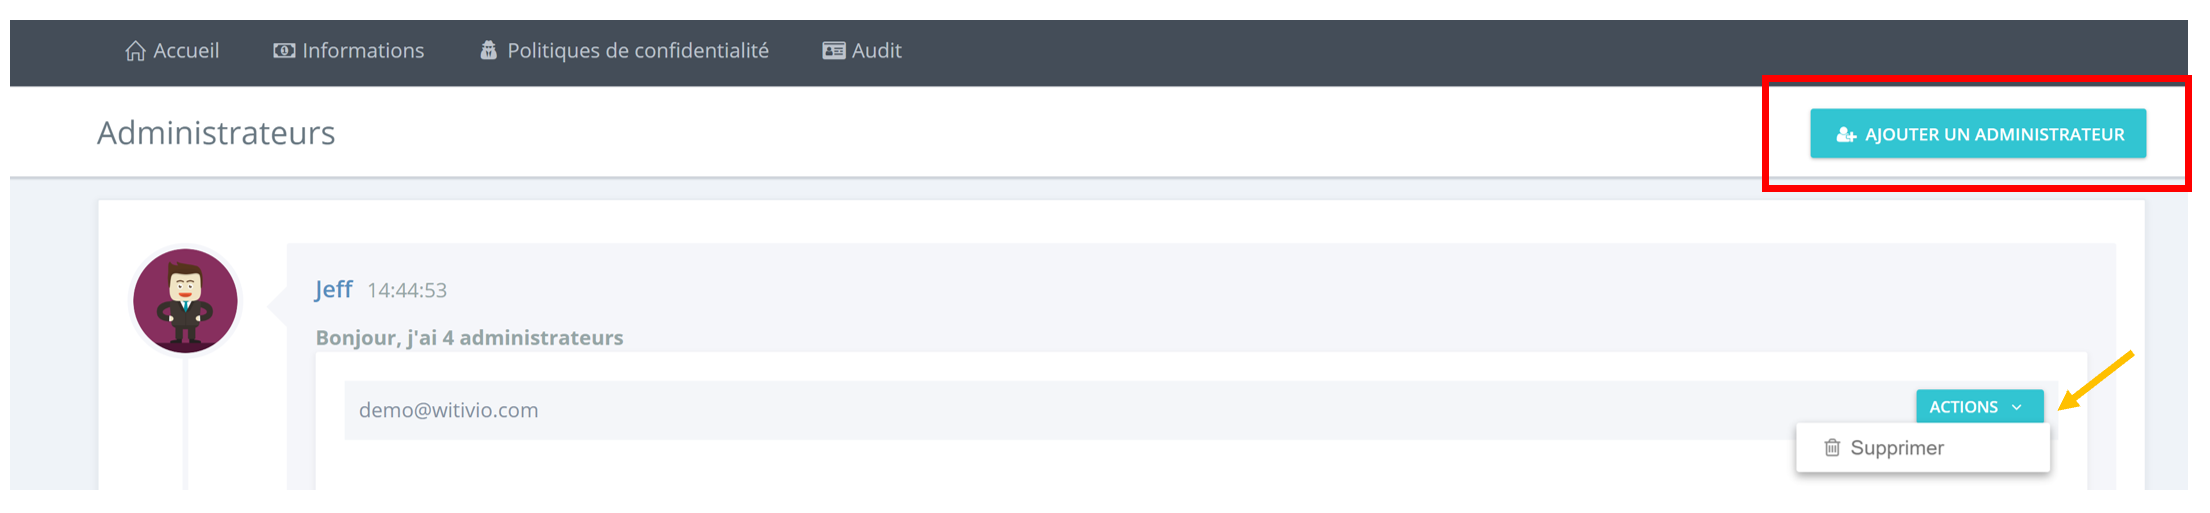 Accueil Informations Politiques de confidentialité Audit
Administrateurs
AJOUTER UN ADMINISTRATEUR
Jeff 14:44:53
Bonjour, j'ai 4 administrateurs
demo@witivio.com
ACTIONS
Supprimer